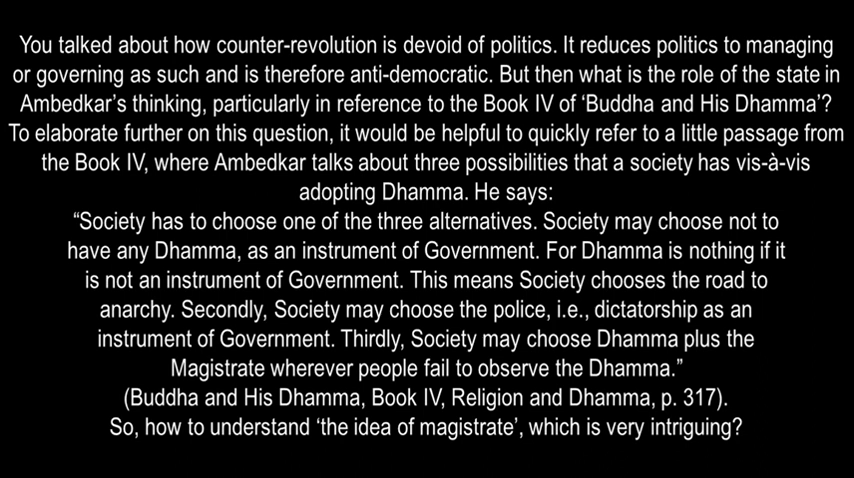 You talked about how counter-revolution is devoid of politics. It reduces politics to managing
or governing as such and is therefore anti-democratic. But then what is the role of the state in
Ambedkar's thinking, particularly in reference to the Book IV of 'Buddha and His Dhamma'?
To elaborate further on this question, it would be helpful to quickly refer to a little passage from
the Book IV, where Ambedkar talks about three possibilities that a society has vis-à-vis
adopting Dhamma. He says:
“Society has to choose one of the three alternatives. Society may choose not to
have any Dhamma, as an instrument of Government. For Dhamma is nothing if it
is not an instrument of Government. This means Society chooses the road to
anarchy. Secondly, Society may choose the police, i.e., dictatorship as an
instrument of Government. Thirdly, Society may choose Dhamma plus the
Magistrate wherever people fail to observe the Dhamma.”
(Buddha and His Dhamma, Book IV, Religion and Dhamma, p. 317).
So, how to understand 'the idea of magistrate', which is very intriguing?